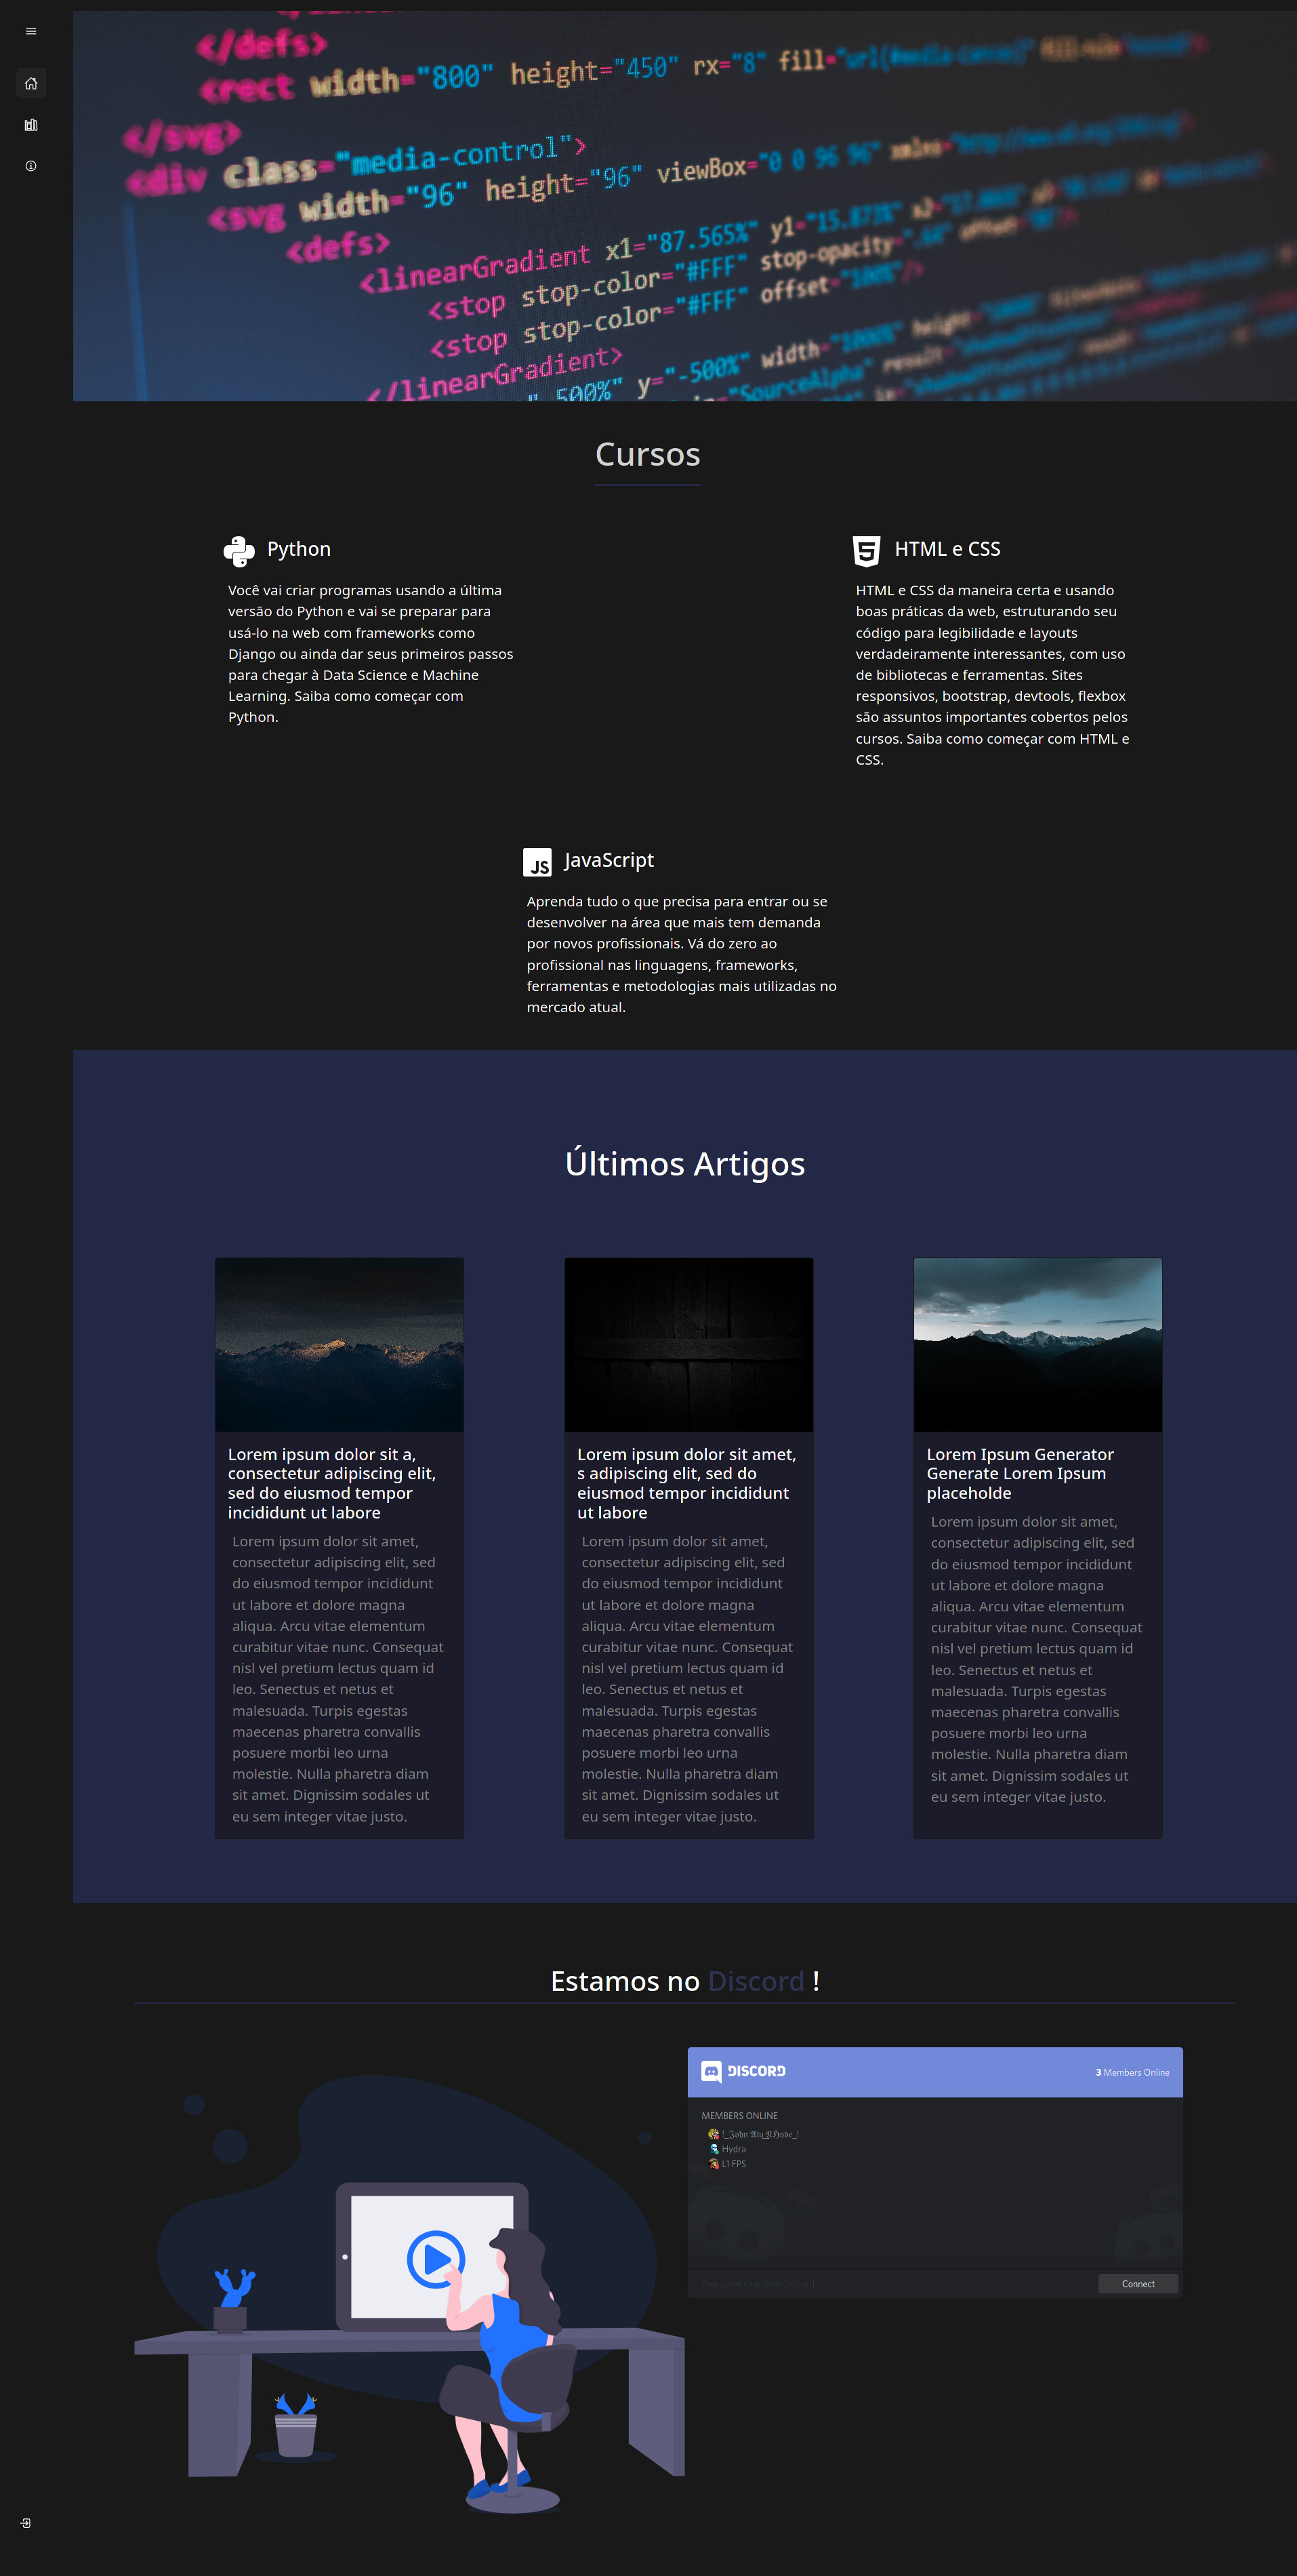 </defs>
<rect width="800" height="450" rx="8" fill="url(#media-canvas)"
</svg>
<div class="media-control">
<svg width="96" height="96" viewBox="0 0 96 96"
<defs>
<linearGradient x1="87.565%" y1="15.873%"
<stop stop-color="#FFF" stop-opacity=
<stop stop-color="#FFF" offset="100%"/>
</linearGradient>
500%" y="-500%" width="1000%" height=
in="SourceAlpha" result=
Cursos
Python
Você vai criar programas usando a última
versão do Python e vai se preparar para
usá-lo na web com frameworks como
Django ou ainda dar seus primeiros passos
para chegar à Data Science e Machine
Learning. Saiba como começar com
Python.
HTML e CSS
HTML e CSS da maneira certa e usando
boas práticas da web, estruturando seu
código para legibilidade e layouts
verdadeiramente interessantes, com uso
de bibliotecas e ferramentas. Sites
responsivos, bootstrap, devtools, flexbox
são assuntos importantes cobertos pelos
cursos. Saiba como começar com HTML e
CSS.
JS
JavaScript
Aprenda tudo o que precisa para entrar ou se
desenvolver na área que mais tem demanda
por novos profissionais. Vá do zero ao
profissional nas linguagens, frameworks,
ferramentas e metodologias mais utilizadas no
mercado atual.
Últimos Artigos
Lorem ipsum dolor sit a,
consectetur adipiscing elit,
sed do eiusmod tempor
incididunt ut labore
Lorem ipsum dolor sit amet,
consectetur adipiscing elit, sed
do eiusmod tempor incididunt
ut labore et dolore magna
aliqua. Arcu vitae elementum
curabitur vitae nunc. Consequat
nisl vel pretium lectus quam id
leo. Senectus et netus et
malesuada. Turpis egestas
maecenas pharetra convallis
posuere morbi leo urna
molestie. Nulla pharetra diam
sit amet. Dignissim sodales ut
eu sem integer vitae justo.
Lorem ipsum dolor sit amet,
s adipiscing elit, sed do
eiusmod tempor incididunt
ut labore
Lorem ipsum dolor sit amet,
consectetur adipiscing elit, sed
do eiusmod tempor incididunt
ut labore et dolore magna
aliqua. Arcu vitae elementum
curabitur vitae nunc. Consequat
nisl vel pretium lectus quam id
leo. Senectus et netus et
malesuada. Turpis egestas
maecenas pharetra convallis
posuere morbi leo urna
molestie. Nulla pharetra diam
sit amet. Dignissim sodales ut
eu sem integer vitae justo.
Lorem Ipsum Generator
Generate Lorem Ipsum
placeholde
Lorem ipsum dolor sit amet,
consectetur adipiscing elit, sed
do eiusmod tempor incididunt
ut labore et dolore magna
aliqua. Arcu vitae elementum
curabitur vitae nunc. Consequat
nisl vel pretium lectus quam id
leo. Senectus et netus et
malesuada. Turpis egestas
maecenas pharetra convallis
posuere morbi leo urna
molestie. Nulla pharetra diam
sit amet. Dignissim sodales ut
eu sem integer vitae justo.
Estamos no Discord !
DISCORD
3 Members Online
MEMBERS ONLINE
Hydra
L1 FPS
Free voice chat from Discord
Connect